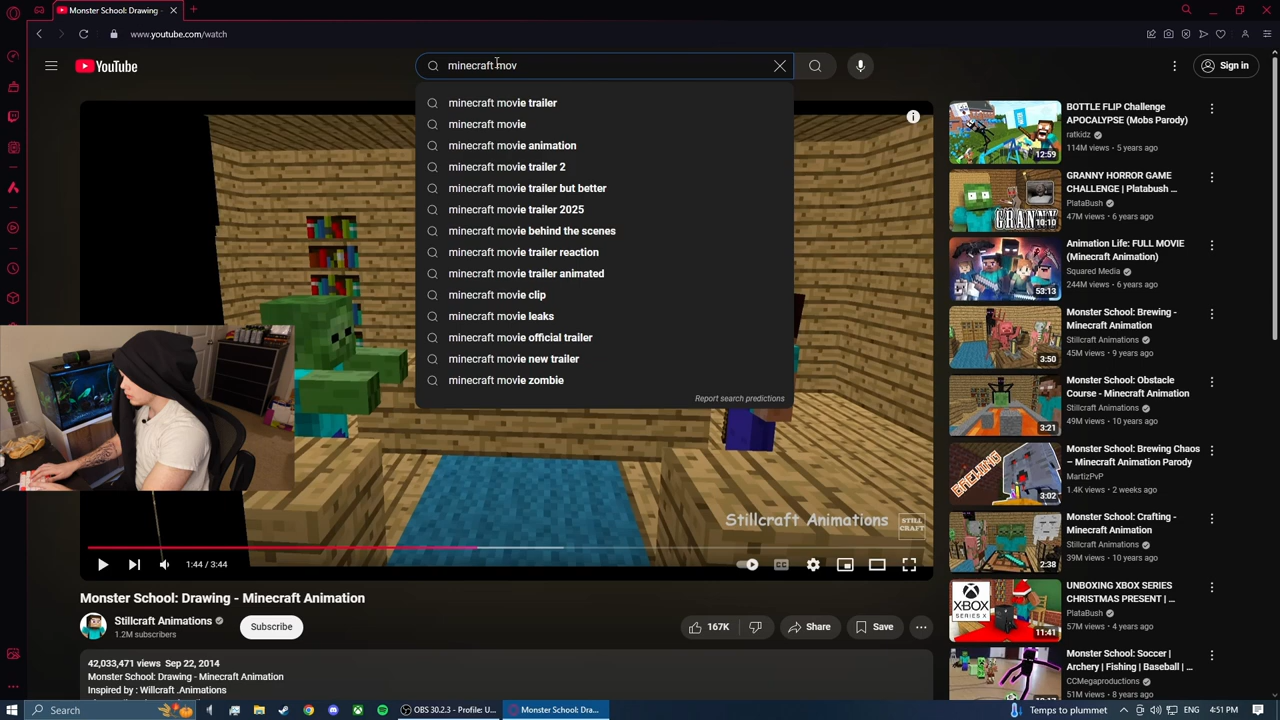 Monster School: Drawing -
www.youtube.com/watch
YouTube
minecraft mov
Sign in
minecraft movie trailer
minecraft movie
minecraft movie animation
minecraft movie trailer 2
minecraft movie trailer but better
minecraft movie trailer 2025
minecraft movie behind the scenes
minecraft movie trailer reaction
minecraft movie trailer animated
minecraft movie clip
minecraft movie leaks
minecraft movie official trailer
minecraft movie new trailer
minecraft movie zombie
Report search predictions
Stillcraft Animations
STILL
CRAFT
1:44 / 3:44
Monster School: Drawing - Minecraft Animation
Stillcraft Animations
1.2M subscribers
Subscribe
167K
Share
Save
42,033,471 views Sep 22, 2014
Monster School: Drawing - Minecraft Animation
Inspired by : Willcraft .Animations
BOTTLE FLIP Challenge
APOCALYPSE (Mobs Parody)
ratkidz
114M views • 5 years ago
12:59
GRANNY HORROR GAME
CHALLENGE | Platabush ...
PlataBush
47M views • 6 years ago
GRANNY
10:10
Animation Life: FULL MOVIE
(Minecraft Animation)
Squared Media
244M views • 6 years ago
53:13
Monster School: Brewing -
Minecraft Animation
Stillcraft Animations
45M views • 9 years ago
3:50
Monster School: Obstacle
Course - Minecraft Animation
Stillcraft Animations
49M views • 10 years ago
3:21
Monster School: Brewing Chaos
– Minecraft Animation Parody
MartizPvP
1.4K views • 2 weeks ago
BREWING
3:02
Monster School: Crafting -
Minecraft Animation
Stillcraft Animations
39M views • 10 years ago
2:38
UNBOXING XBOX SERIES
CHRISTMAS PRESENT | ...
PlataBush
57M views • 4 years ago
XBOX
SERIES X
11:41
Monster School: Soccer |
Archery | Fishing | Baseball | ...
CCMegaproductions
51M views • 8 years ago
Search
OBS 30.2.3 - Profile: U...
Monster School: Dra...
Temps to plummet
ENG
4:51 PM